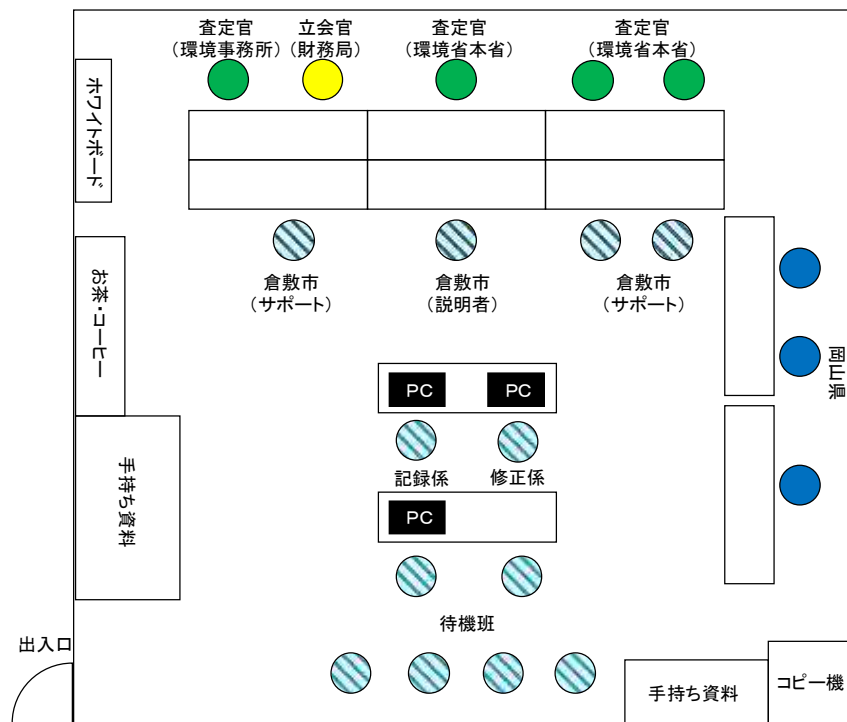 査定官
（環境事務所）
立会官
（財務局）
査定官
（環境省本省）
査定官
（環境省本省）
ホワイトボード
倉敷市
（サポート）
倉敷市
（説明者）
倉敷市
（サポート）
お茶・コーヒー
岡山県
PC
PC
記録係
修正係
手持ち資料
PC
待機班
出入口
手持ち資料
コピー機